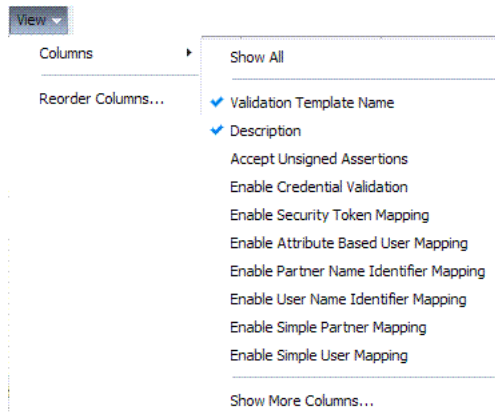 View
Columns
Reorder Columns...
Show All
Validation Template Name
Description
Accept Unsigned Assertions
Enable Credential Validation
Enable Security Token Mapping
Enable Attribute Based User Mapping
Enable Partner Name Identifier Mapping
Enable User Name Identifier Mapping
Enable Simple Partner Mapping
Enable Simple User Mapping
Show More Columns...